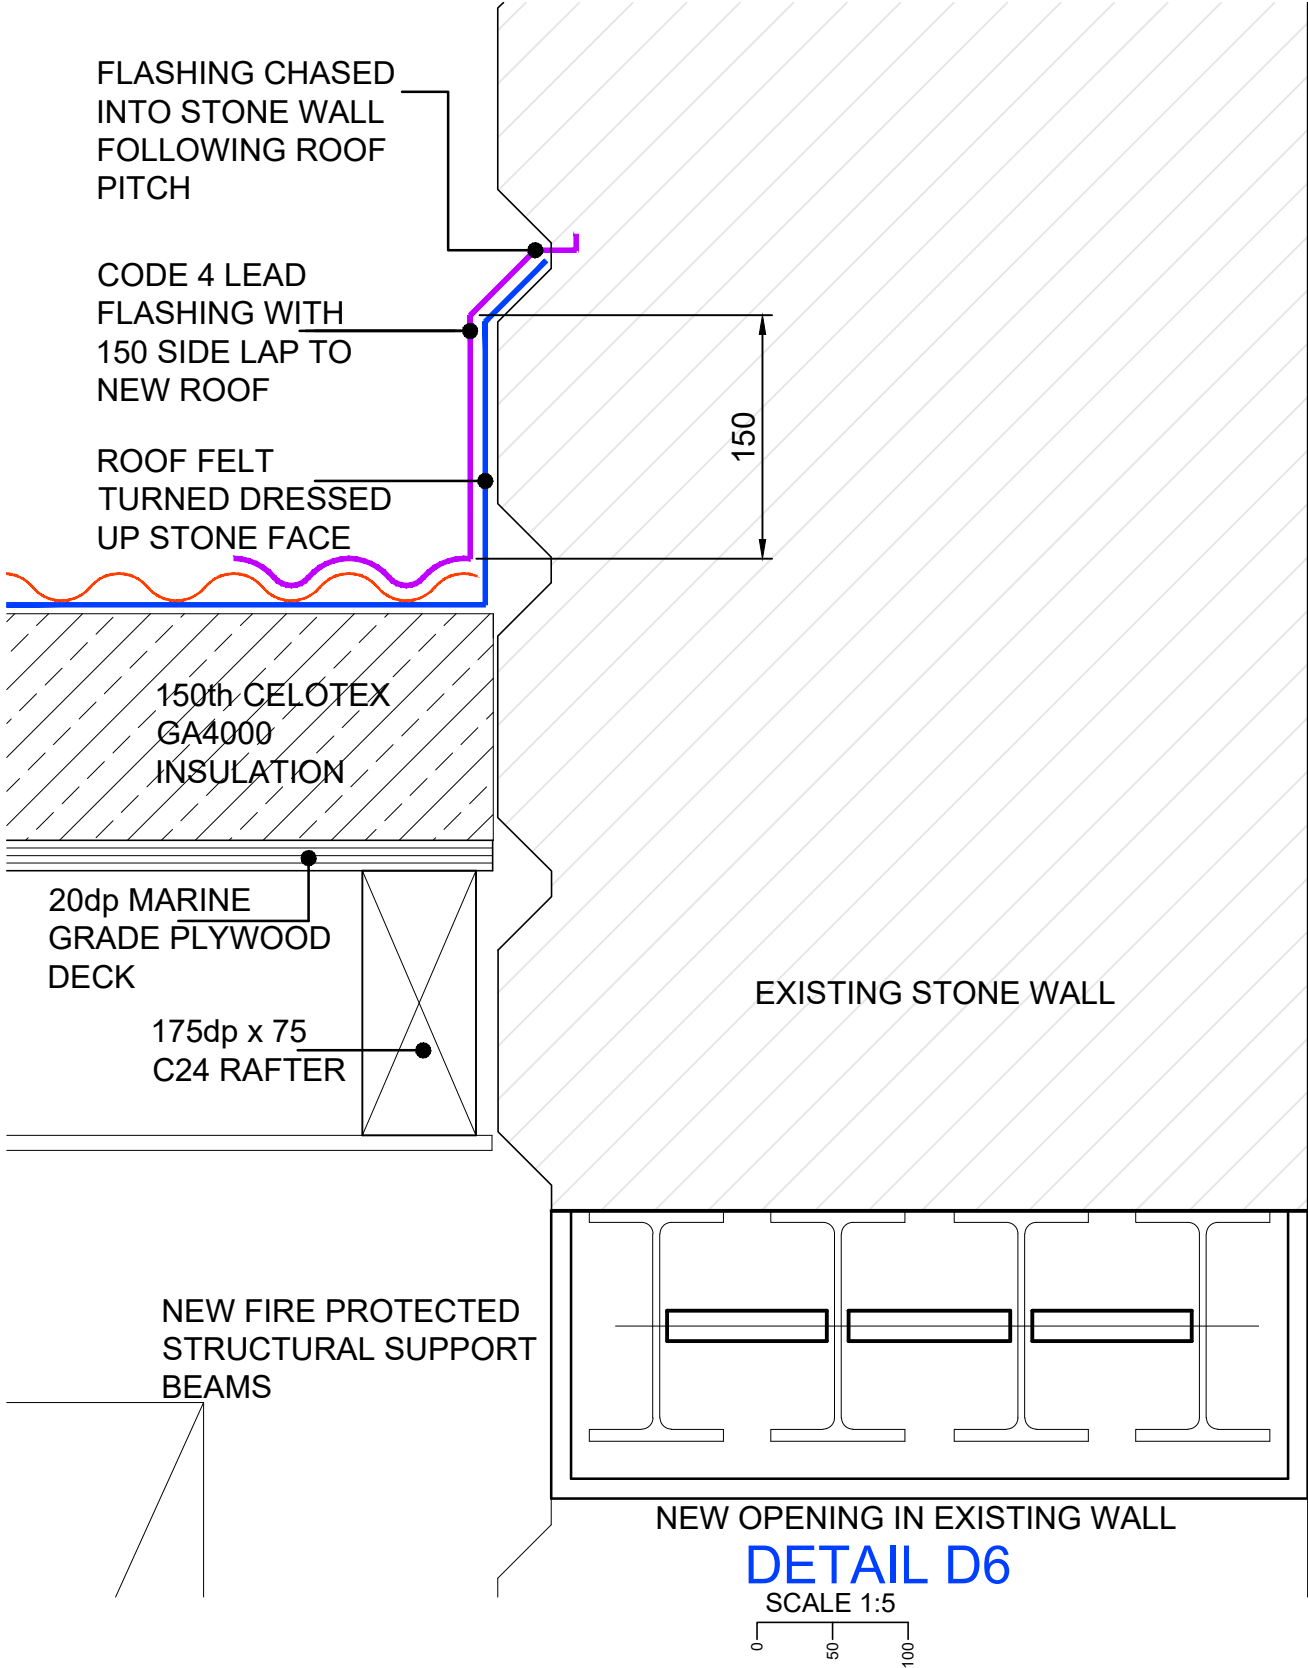 FLASHING CHASED
INTO STONE WALL
FOLLOWING ROOF
PITCH
CODE 4 LEAD
FLASHING WITH
150 SIDE LAP TO
NEW ROOF
150
ROOF FELT
TURNED DRESSED
UP STONE FACE
150th CELOTEX
GA4000
INSULATION
20dp MARINE
GRADE PLYWOOD
DECK
EXISTING STONE WALL
175dp x 75
C24 RAFTER
NEW FIRE PROTECTED
STRUCTURAL SUPPORT
BEAMS
NEW OPENING IN EXISTING WALL
DETAIL D6
SCALE 1:5
0 50 100